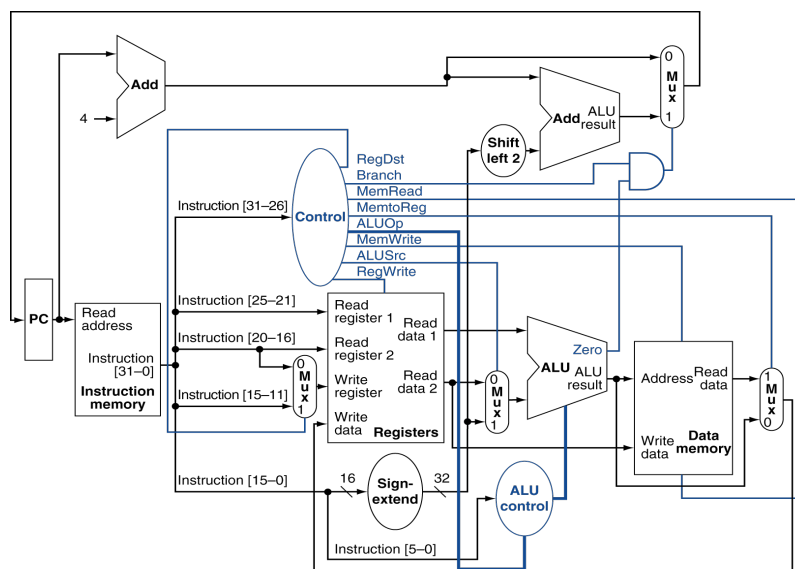 Add
4
Add
ALU
result
0
Mux
1
Shift
left 2
RegDst
Branch
MemRead
MemtoReg
ALUOp
MemWrite
ALUSrc
RegWrite
Control
Instruction [31–26]
Instruction [25–21]
Instruction [20–16]
Instruction [15–11]
Instruction [15–0]
Instruction [5–0]
PC
Read
address
Instruction
[31–0]
Instruction
memory
0
Mux
1
Read
register 1
Read
register 2
Write
register
Write
data
Read
data 1
Read
data 2
Registers
16
Sign-
extend
32
0
Mux
1
Zero
ALU
ALU
result
ALU
control
Address
Read
data
Write
data
Data
memory
1
Mux
0